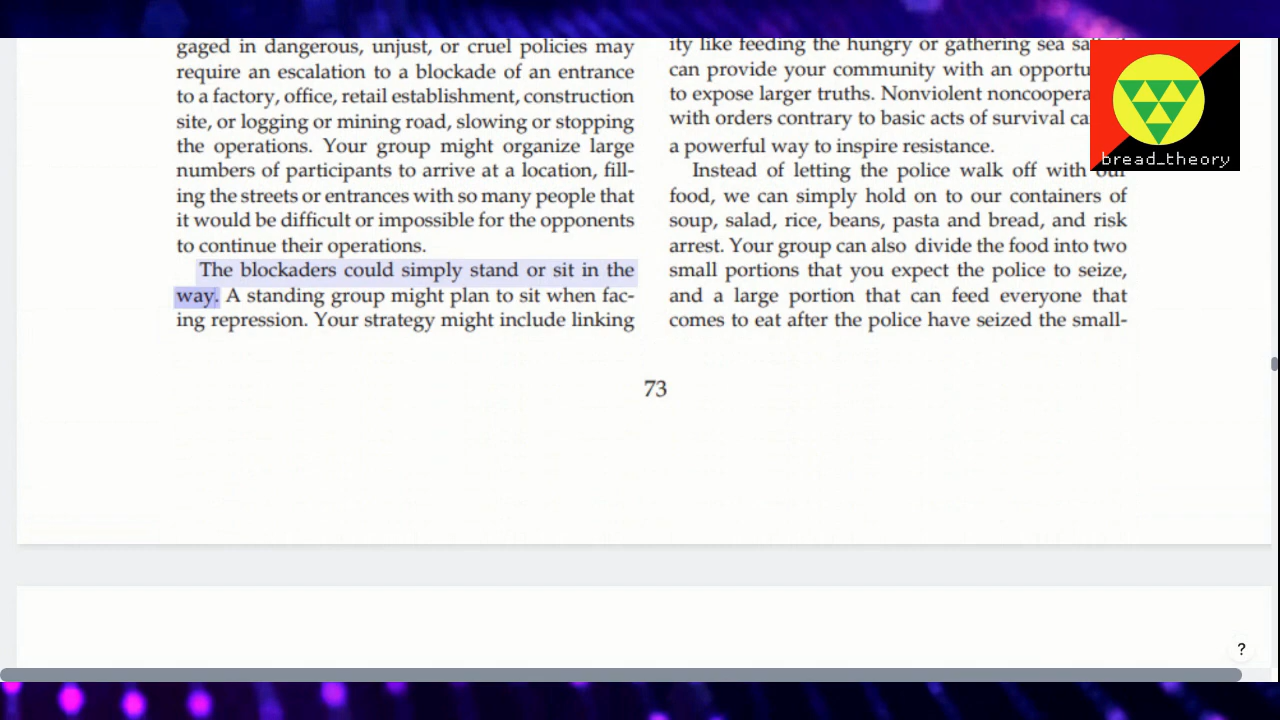 gaged in dangerous, unjust, or cruel policies may
require an escalation to a blockade of an entrance
to a factory, office, retail establishment, construction
site, or logging or mining road, slowing or stopping
the operations. Your group might organize large
numbers of participants to arrive at a location, fill-
ing the streets or entrances with so many people that
it would be difficult or impossible for the opponents
to continue their operations.
The blockaders could simply stand or sit in the
way. A standing group might plan to sit when fac-
ing repression. Your strategy might include linking
ity like feeding the hungry or gathering sea
can provide your community with an
to expose larger truths. Nonviolent
with orders contrary to basic acts of survival
a powerful way to inspire resistance.
Instead of letting the police walk off with our
food, we can simply hold on to our containers of
soup, salad, rice, beans, pasta and bread, and risk
arrest. Your group can also divide the food into two
small portions that you expect the police to seize,
and a large portion that can feed everyone that
comes to eat after the police have seized the small-
73
bread_theory
?